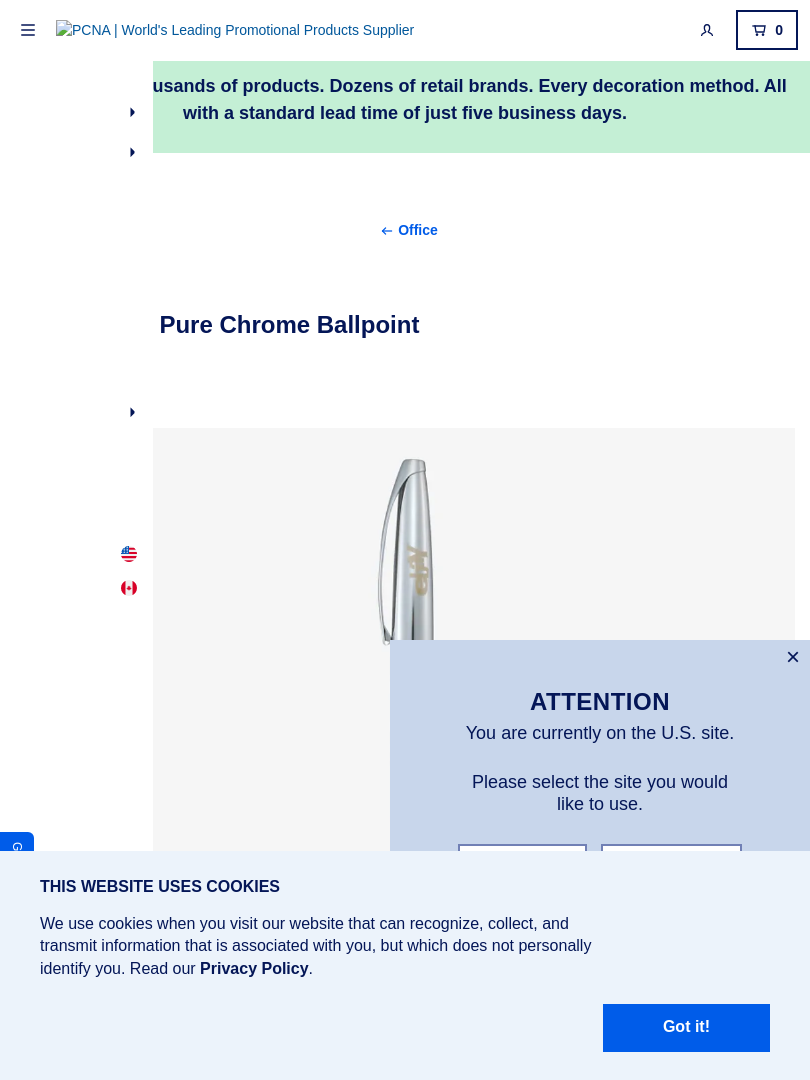 PCNA | World's Leading Promotional Products Supplier
0
usands of products. Dozens of retail brands. Every decoration method. All
with a standard lead time of just five business days.
← Office
Pure Chrome Ballpoint
×
ATTENTION
You are currently on the U.S. site.
Please select the site you would
like to use.
G
THIS WEBSITE USES COOKIES
We use cookies when you visit our website that can recognize, collect, and
transmit information that is associated with you, but which does not personally
identify you. Read our Privacy Policy.
Got it!